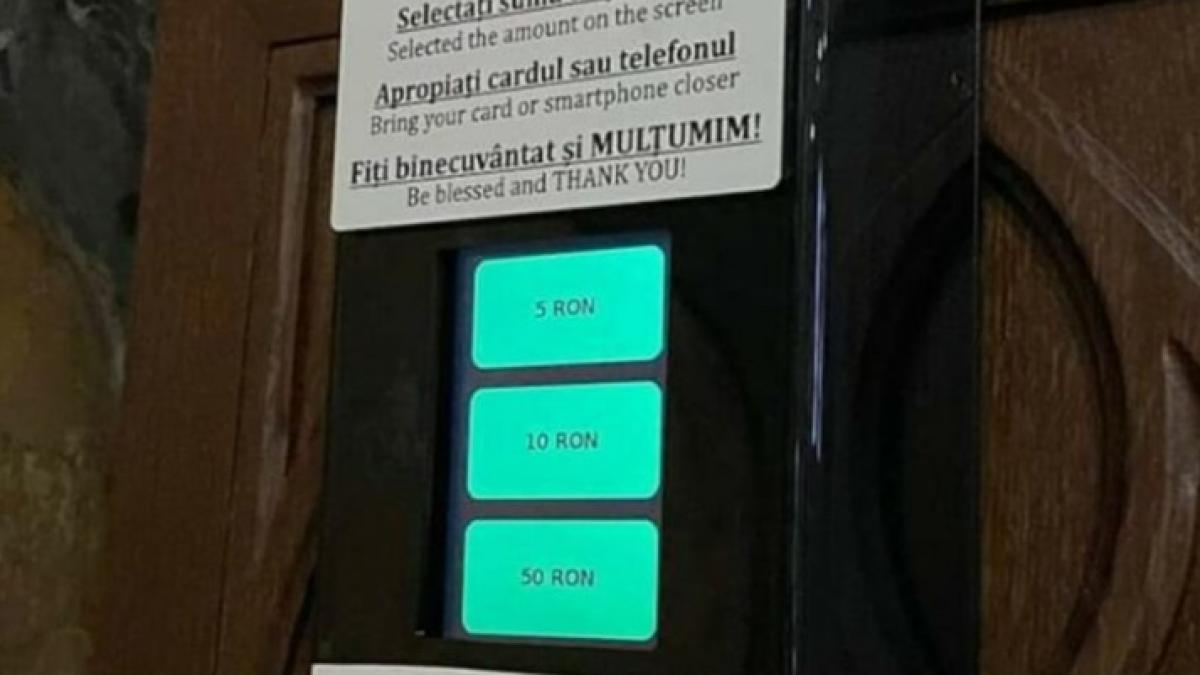 Selectați suma
Selected the amount on the screen
Apropiați cardul sau telefonul
Bring your card or smartphone closer
Fiți binecuvântat și MULȚUMIM!
Be blessed and THANK YOU!
5 RON
10 RON
50 RON